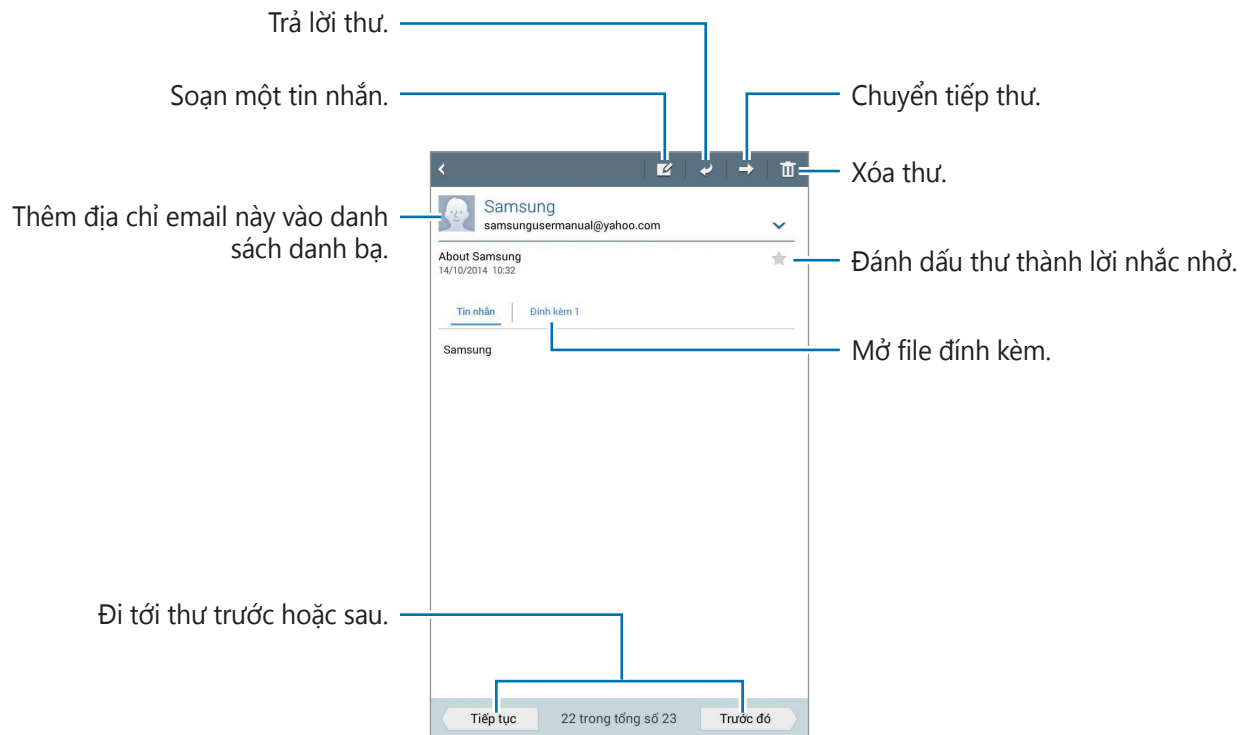 Trả lời thư.
Soạn một tin nhắn.
Chuyển tiếp thư.
Xóa thư.
Thêm địa chỉ email này vào danh
sách danh bạ.
Samsung
samsungusermanual@yahoo.com
About Samsung
14/10/2014 10:32
Đánh dấu thư thành lời nhắc nhở.
Tin nhắn
Đính kèm 1
Mở file đính kèm.
Samsung
Đi tới thư trước hoặc sau.
Tiếp tục
22 trong tổng số 23
Trước đó